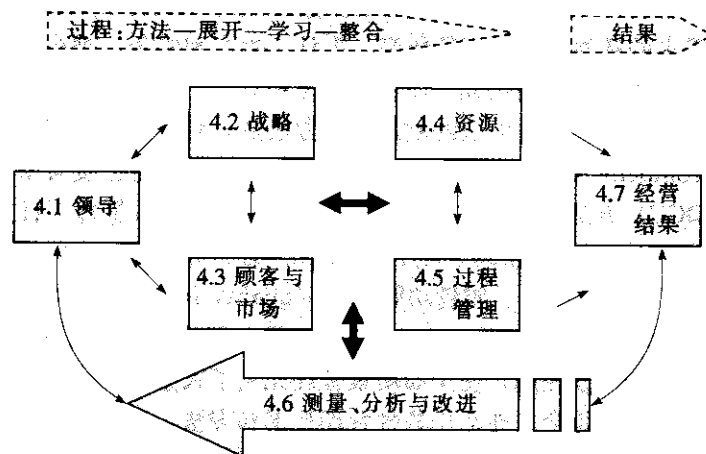 过程:方法—展开—学习—整合
结果
4.2 战略
4.4 资源
4.1 领导
4.7 经营
结果
4.3 顾客与
市场
4.5 过程
管理
4.6 测量、分析与改进